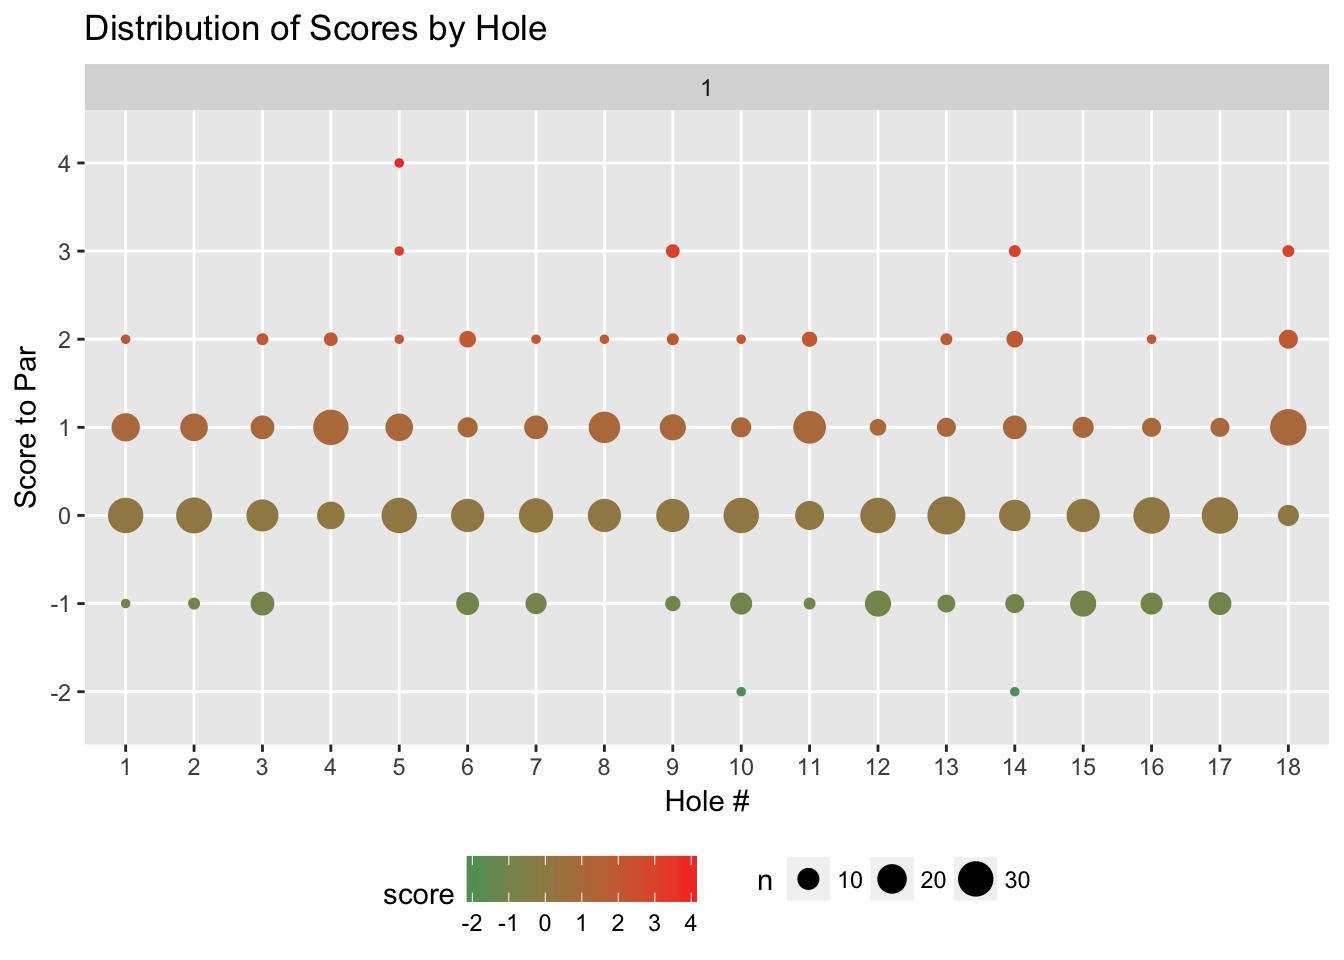 Distribution of Scores by Hole
1
4
3
2
1
0
-1
-2
Score to Par
1 2 3 4 5 6 7 8 9 10 11 12 13 14 15 16 17 18
Hole #
score
-2 -1 0 1 2 3 4
n 10 20 30